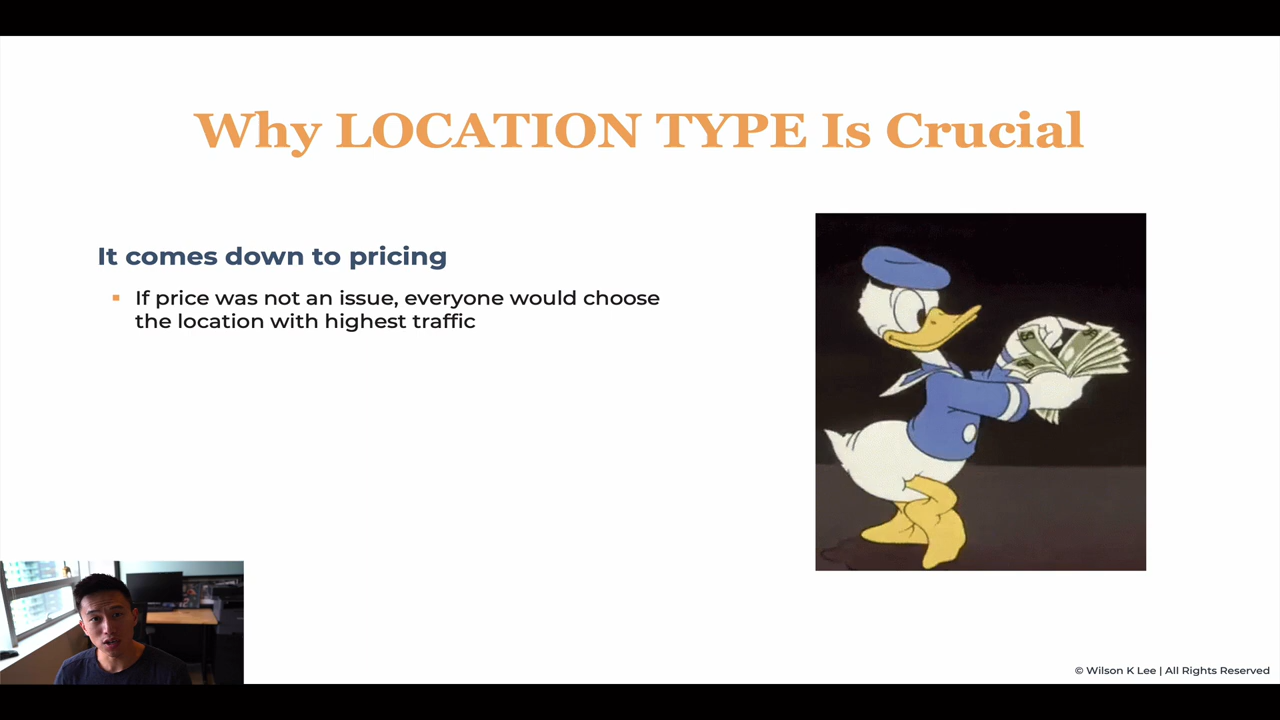 Why LOCATION TYPE Is Crucial
It comes down to pricing
▪ If price was not an issue, everyone would choose
the location with highest traffic
© Wilson K Lee | All Rights Reserved